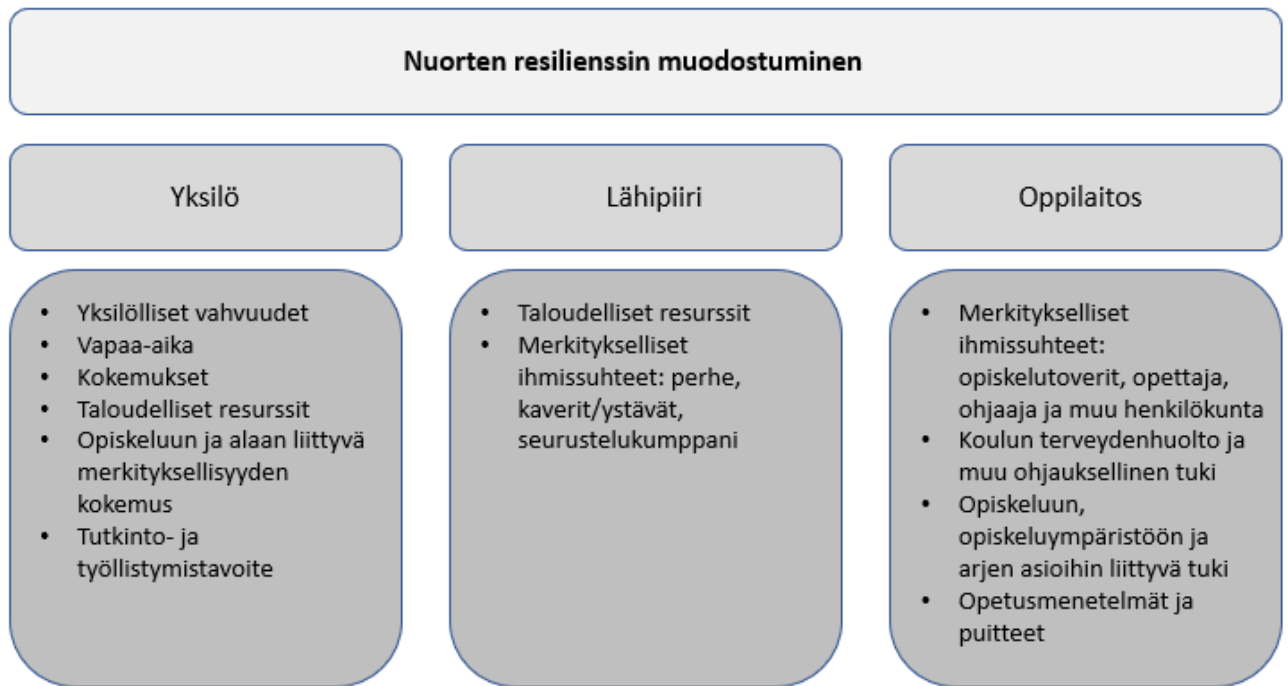 Nuorten resilienssin muodostuminen
Yksilö
• Yksilölliset vahvuudet
• Vapaa-aika
• Kokemukset
• Taloudelliset resurssit
• Opiskeluun ja alaan liittyvä
merkityksellisyyden
kokemus
• Tutkinto- ja
työllistymistavoite
Lähipiiri
• Taloudelliset resurssit
• Merkitykselliset
ihmissuhteet: perhe,
kaverit/ystävät,
seurustelukumppani
Oppilaitos
• Merkitykselliset
ihmissuhteet:
opiskelutoverit, opettaja,
ohjaaja ja muu henkilökunta
• Koulun terveydenhuolto ja
muu ohjauksellinen tuki
• Opiskeluun,
opiskeluympäristöön ja
arjen asioihin liittyvä tuki
• Opetusmenetelmät ja
puitteet